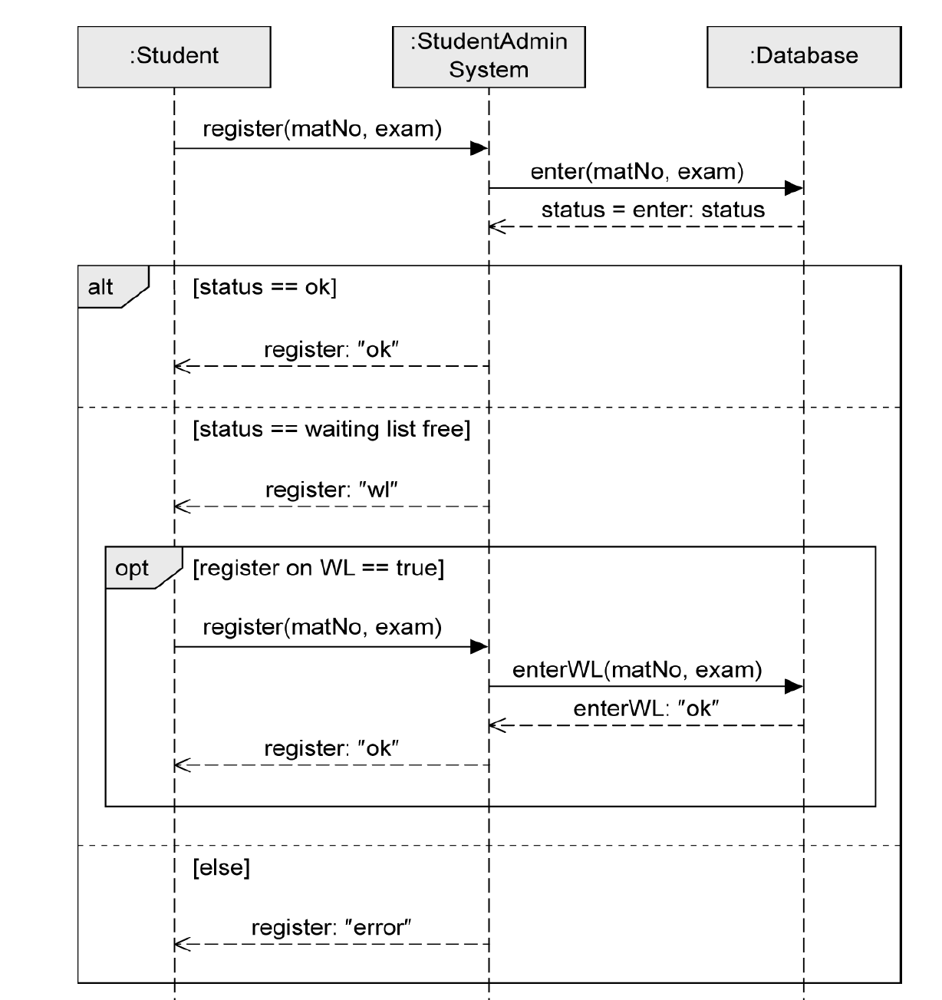 :Student
:StudentAdmin
System
:Database
register(matNo, exam)
enter(matNo, exam)
status = enter: status
alt
[status == ok]
register: "ok"
[status == waiting list free]
register: "wl"
opt
[register on WL == true]
register(matNo, exam)
enterWL(matNo, exam)
enterWL: "ok"
register: "ok"
[else]
register: "error"